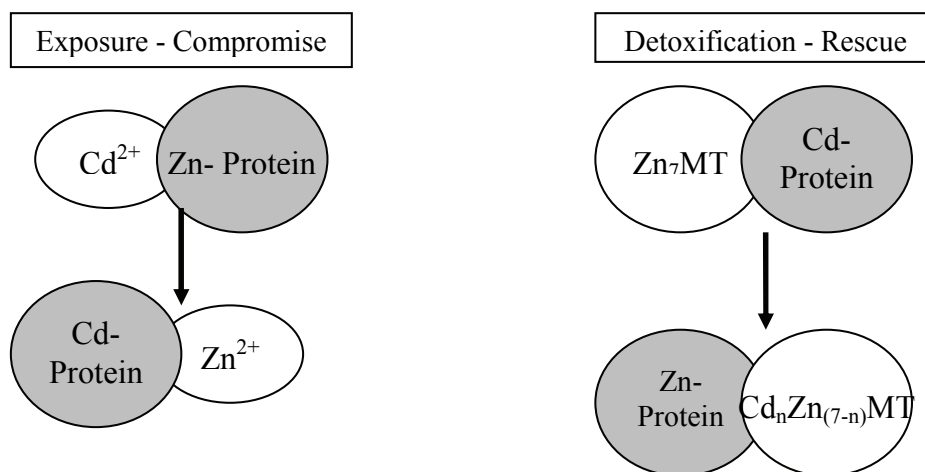 Exposure - Compromise
Cd²⁺
Zn- Protein
Cd-
Protein
Zn²⁺
Detoxification - Rescue
Zn₇MT
Cd-
Protein
Zn-
Protein
CdₙZn₍₇₋ₙ₎MT